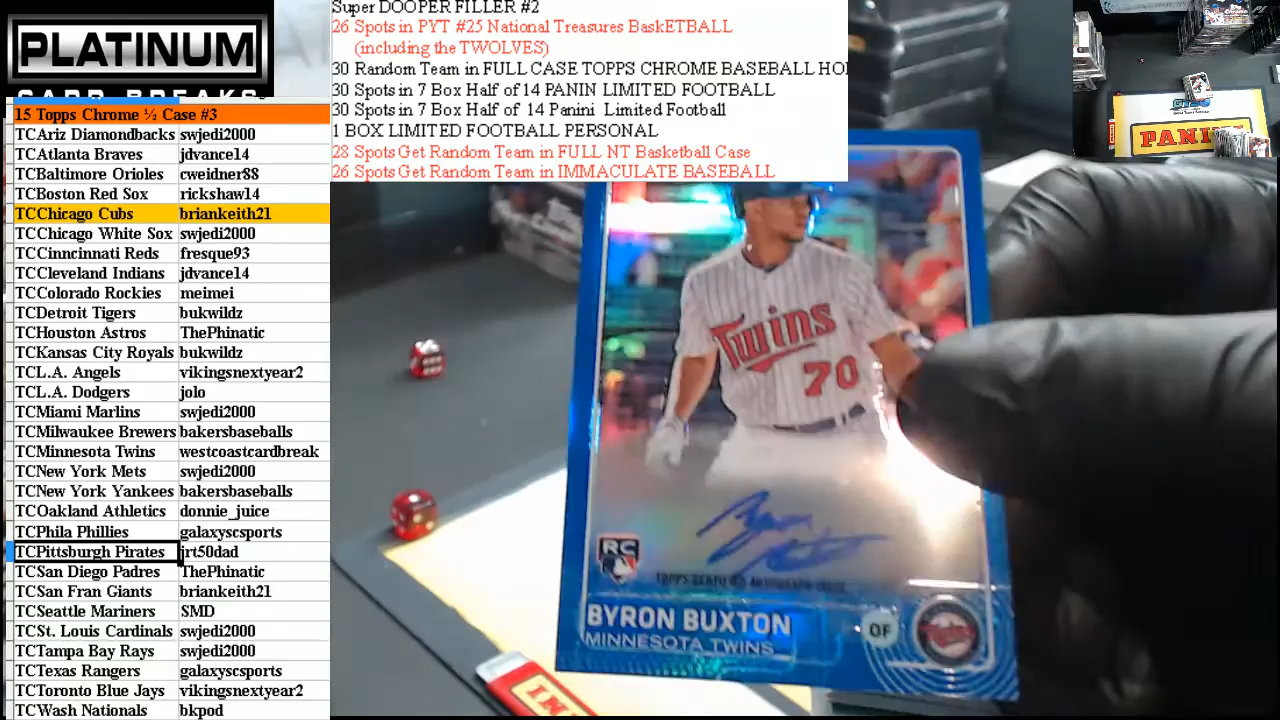 PLATINUM
CARD BREAKS
15 Topps Chrome ½ Case #3
TCAriz Diamondbacks swjedi2000
TCAtlanta Braves jdvance14
TCBaltimore Orioles cweidner88
TCBoston Red Sox rickshaw14
TCChicago Cubs briankeith21
TCChicago White Sox swjedi2000
TCCinncinnati Reds fresque93
TCCleveland Indians jdvance14
TCColorado Rockies meimei
TCDetroit Tigers bukwildz
TCHouston Astros ThePhinatic
TCKansas City Royals bukwildz
TCL.A. Angels vikingsnextyear2
TCL.A. Dodgers jolo
TCMiami Marlins swjedi2000
TCMilwaukee Brewers bakersbaseballs
TCMinnesota Twins westcoastcardbreak
TCNew York Mets swjedi2000
TCNew York Yankees bakersbaseballs
TCOakland Athletics donnie_juice
TCPhila Phillies galaxyscsports
TCPittsburgh Pirates jrt50dad
TCSan Diego Padres ThePhinatic
TCSan Fran Giants briankeith21
TCSeattle Mariners SMD
TCSt. Louis Cardinals swjedi2000
TCTampa Bay Rays swjedi2000
TCTexas Rangers galaxyscsports
TCToronto Blue Jays vikingsnextyear2
TCWash Nationals bkpod
Super DOOPER FILLER #2
26 Spots in PYT #25 National Treasures BaskETBALL
(including the TWOLVES)
30 Random Team in FULL CASE TOPPS CHROME BASEBALL HO
30 Spots in 7 Box Half of 14 PANIN LIMITED FOOTBALL
30 Spots in 7 Box Half of 14 Panini Limited Football
1 BOX LIMITED FOOTBALL PERSONAL
28 Spots Get Random Team in FULL NT Basketball Case
26 Spots Get Random Team in IMMACULATE BASEBALL
Twins
70
RC
BYRON BUXTON
OF
MINNESOTA TWINS
PANINI